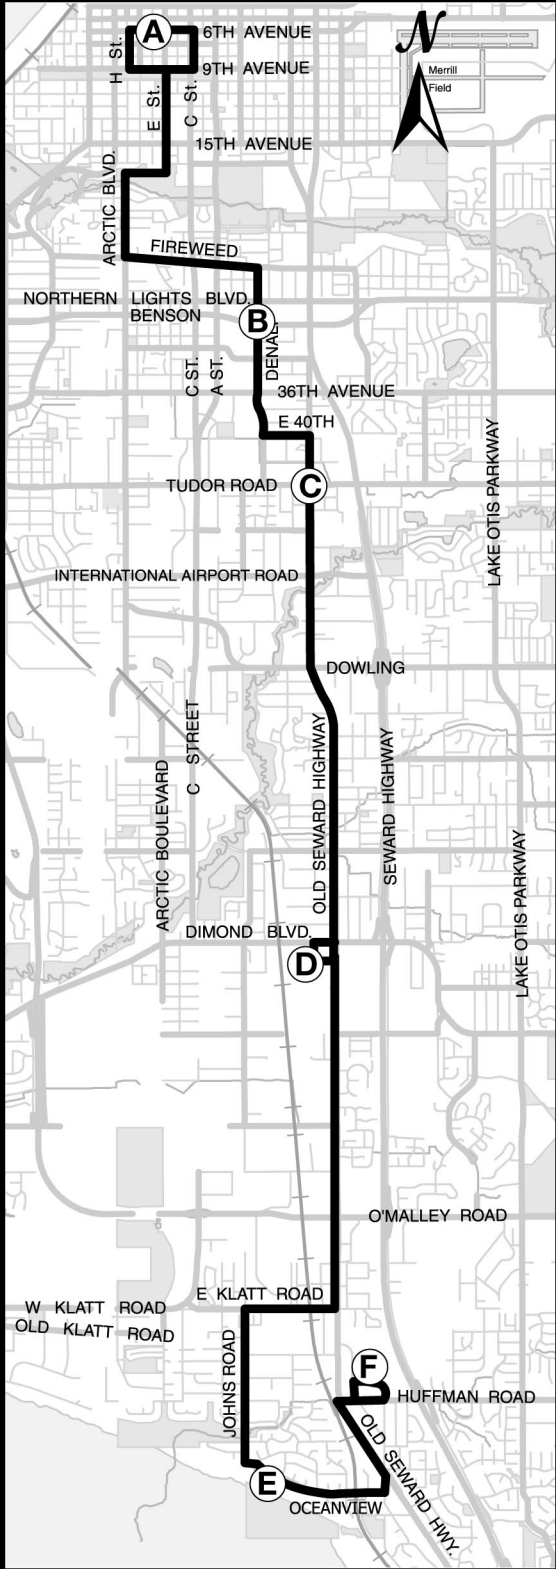 N
A
6TH AVENUE
H St.
9TH AVENUE
Merrill
Field
E St.
C St.
15TH AVENUE
ARCTIC BLVD.
FIREWEED
NORTHERN LIGHTS BLVD.
BENSON
B
DENALI
C ST.
A ST.
36TH AVENUE
E 40TH
LAKE OTIS PARKWAY
TUDOR ROAD
C
INTERNATIONAL AIRPORT ROAD
DOWLING
C STREET
OLD SEWARD HIGHWAY
SEWARD HIGHWAY
ARCTIC BOULEVARD
LAKE OTIS PARKWAY
DIMOND BLVD.
D
O'MALLEY ROAD
E KLATT ROAD
W KLATT ROAD
OLD KLATT ROAD
JOHNS ROAD
F
HUFFMAN ROAD
OLD SEWARD HWY.
E
OCEANVIEW